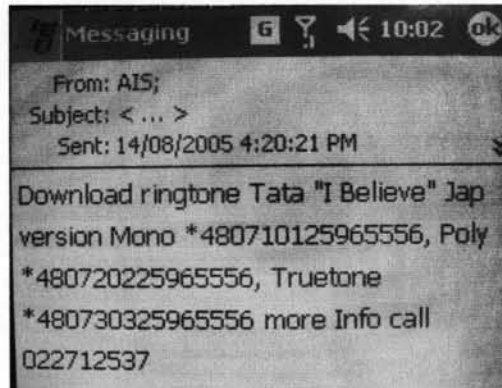 Messaging G 10:02 ok
From: AIS;
Subject: < ... >
Sent: 14/08/2005 4:20:21 PM
Download ringtone Tata "I Believe" Jap
version Mono *480710125965556, Poly
*480720225965556, Truetone
*480730325965556 more Info call
022712537